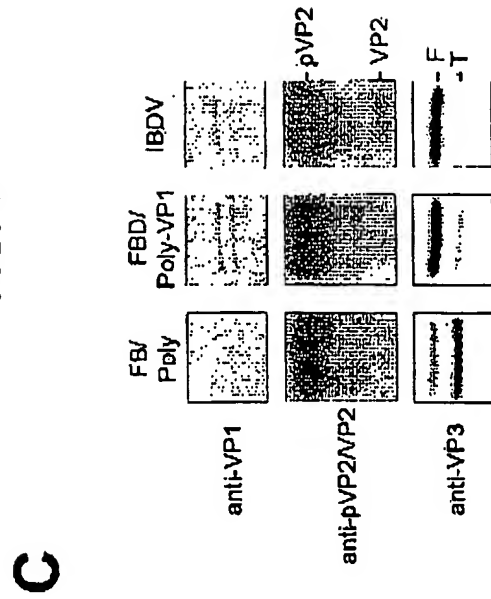 C
FB/
Poly
FBD/
Poly-VP1
IBDV
anti-VP1
anti-pVP2/VP2
pVP2
VP2
anti-VP3
F
T